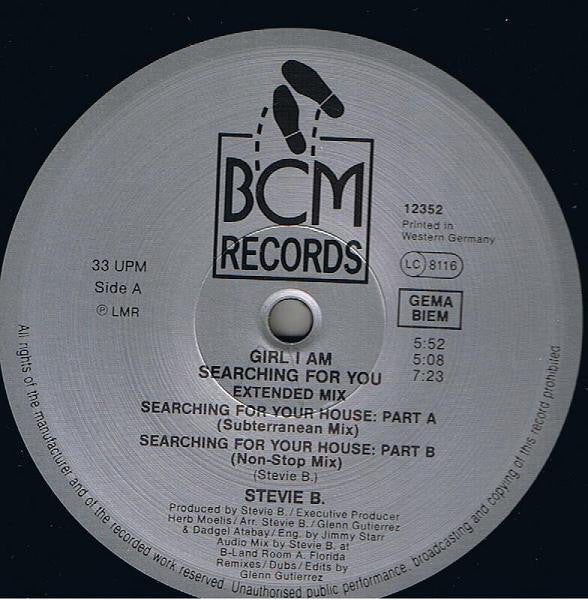 BCM
RECORDS
12352
Printed in
Western Germany
LC 8116
GEMA
BIEM
33 UPM
Side A
Ⓟ LMR
5:52
5:08
7:23
GIRL I AM
SEARCHING FOR YOU
EXTENDED MIX
SEARCHING FOR YOUR HOUSE: PART A
(Subterranean Mix)
SEARCHING FOR YOUR HOUSE: PART B
(Non-Stop Mix)
(Stevie B.)
STEVIE B.
Produced by Stevie B. / Executive Producer
Herb Moelis / Arr. Stevie B. / Glenn Gutierrez
& Dadgel Atabay / Eng. by Jimmy Starr
Audio Mix by Stevie B. at
B-Land Room A. Florida
Remixes / Dubs / Edits by
Glenn Gutierrez
All rights of the manufacturer and of the recorded work reserved. Unauthorised public performance, broadcasting and copying of this record prohibited